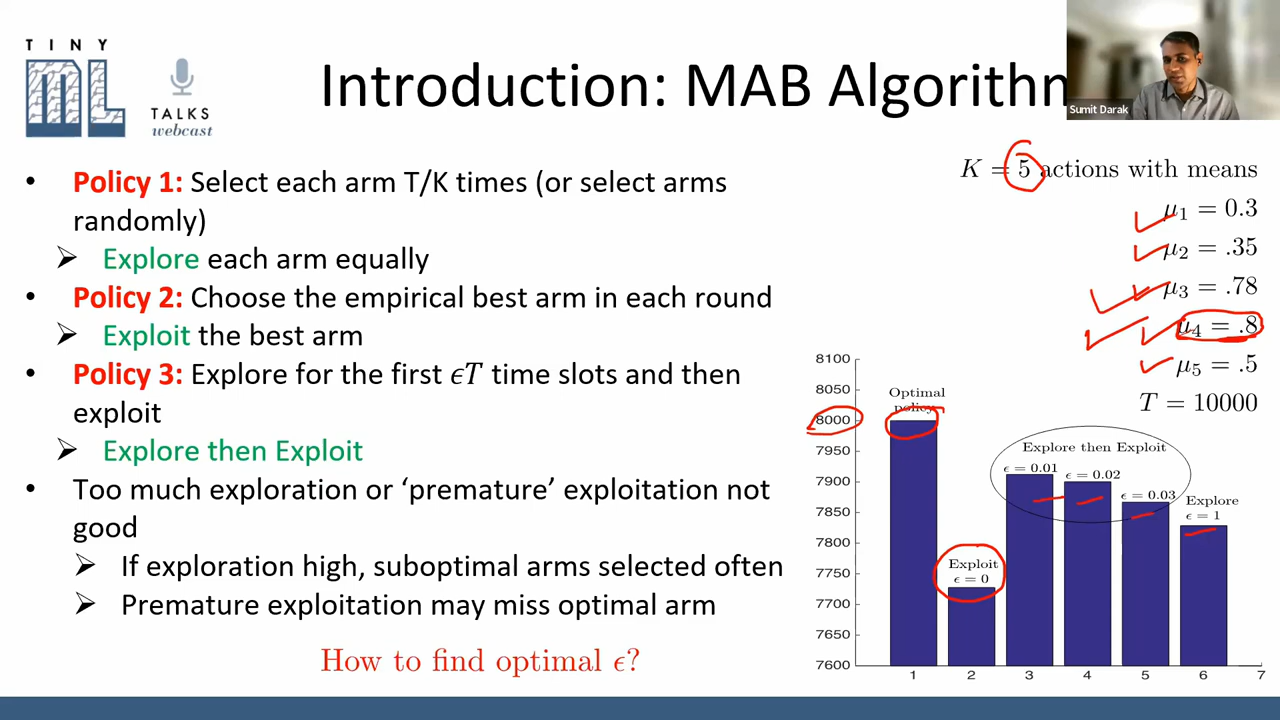 TINY
ML
TALKS
webcast
Introduction: MAB Algorithm
Sumit Darak
• Policy 1: Select each arm T/K times (or select arms
randomly)
➢ Explore each arm equally
• Policy 2: Choose the empirical best arm in each round
➢ Exploit the best arm
• Policy 3: Explore for the first ϵT time slots and then
exploit
➢ Explore then Exploit
• Too much exploration or ‘premature’ exploitation not
good
➢ If exploration high, suboptimal arms selected often
➢ Premature exploitation may miss optimal arm
How to find optimal ϵ?
K = 5 actions with means
μ1 = 0.3
μ2 = .35
μ3 = .78
μ4 = .8
μ5 = .5
T = 10000
8100
8050
8000
7950
7900
7850
7800
7750
7700
7650
7600
Optimal
policy
Exploit
ϵ = 0
Explore then Exploit
ϵ = 0.01
ϵ = 0.02
ϵ = 0.03
Explore
ϵ = 1
1 2 3 4 5 6 7